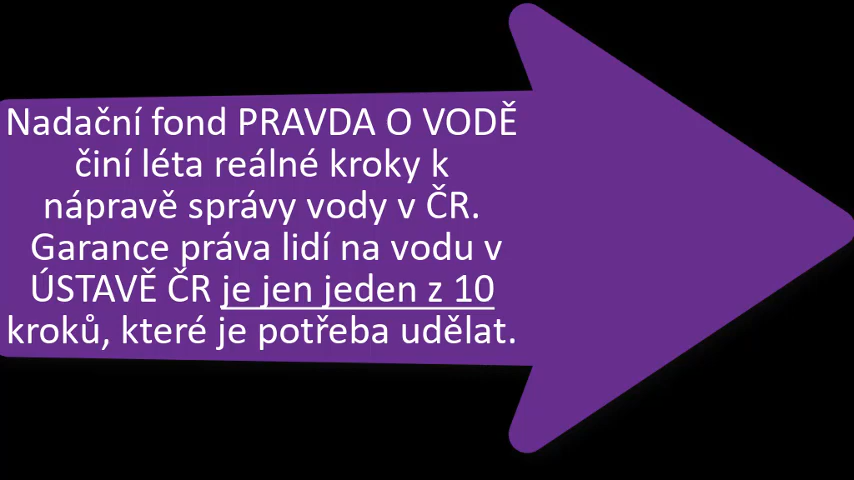 Nadační fond PRAVDA O VODĚ
činí léta reálné kroky k
nápravě správy vody v ČR.
Garance práva lidí na vodu v
ÚSTAVĚ ČR je jen jeden z 10
kroků, které je potřeba udělat.